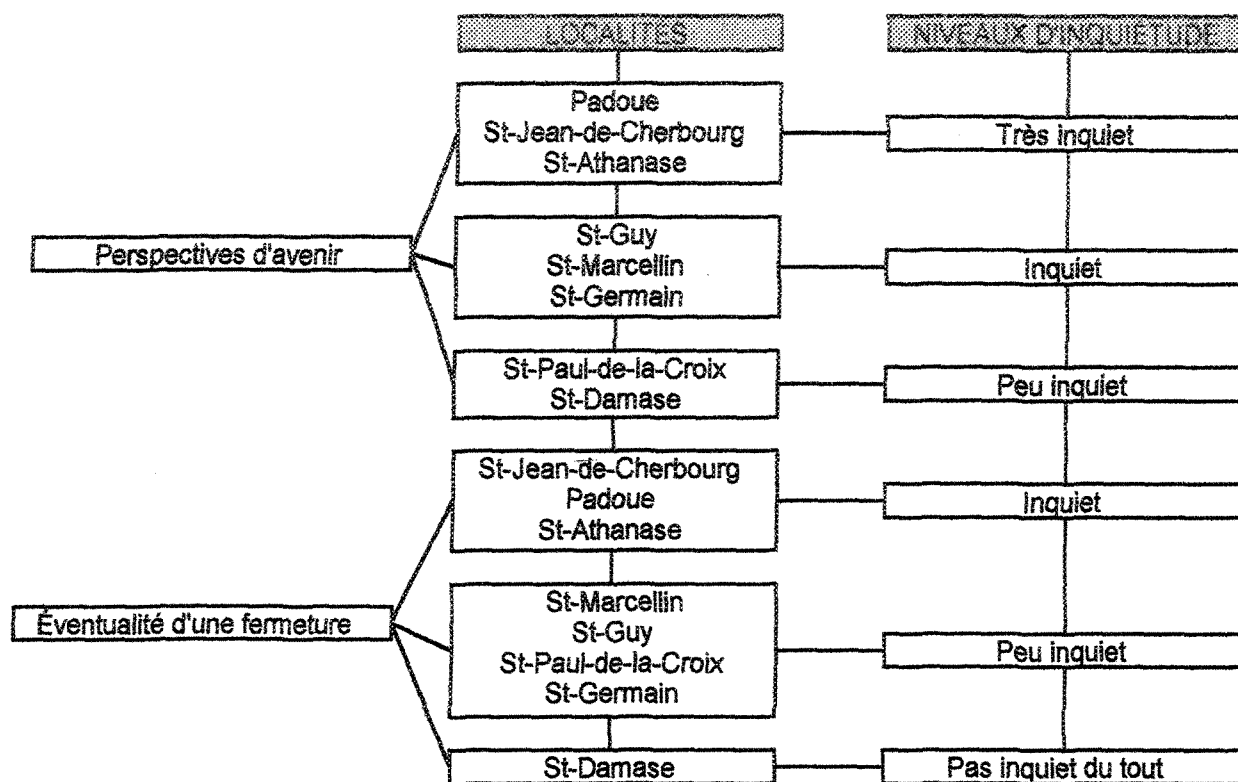 LOCALITÉS
NIVEAUX D'INQUIÉTUDE
Padoue
St-Jean-de-Cherbourg
St-Athanase
Très inquiet
Perspectives d'avenir
St-Guy
St-Marcellin
St-Germain
Inquiet
St-Paul-de-la-Croix
St-Damase
Peu inquiet
St-Jean-de-Cherbourg
Padoue
St-Athanase
Inquiet
Éventualité d'une fermeture
St-Marcellin
St-Guy
St-Paul-de-la-Croix
St-Germain
Peu inquiet
St-Damase
Pas inquiet du tout